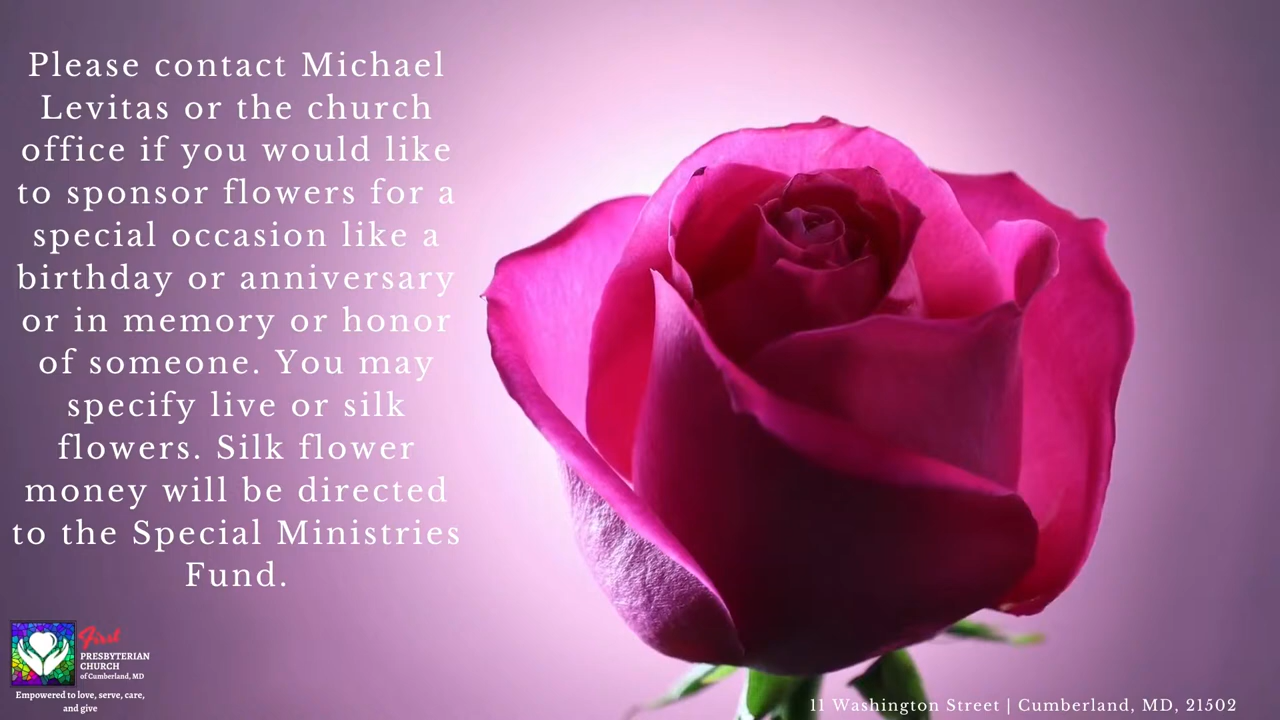 Please contact Michael
Levitas or the church
office if you would like
to sponsor flowers for a
special occasion like a
birthday or anniversary
or in memory or honor
of someone. You may
specify live or silk
flowers. Silk flower
money will be directed
to the Special Ministries
Fund.
First
PRESBYTERIAN
CHURCH
of Cumberland, MD
Empowered to love, serve, care,
and give
11 Washington Street | Cumberland, MD, 21502